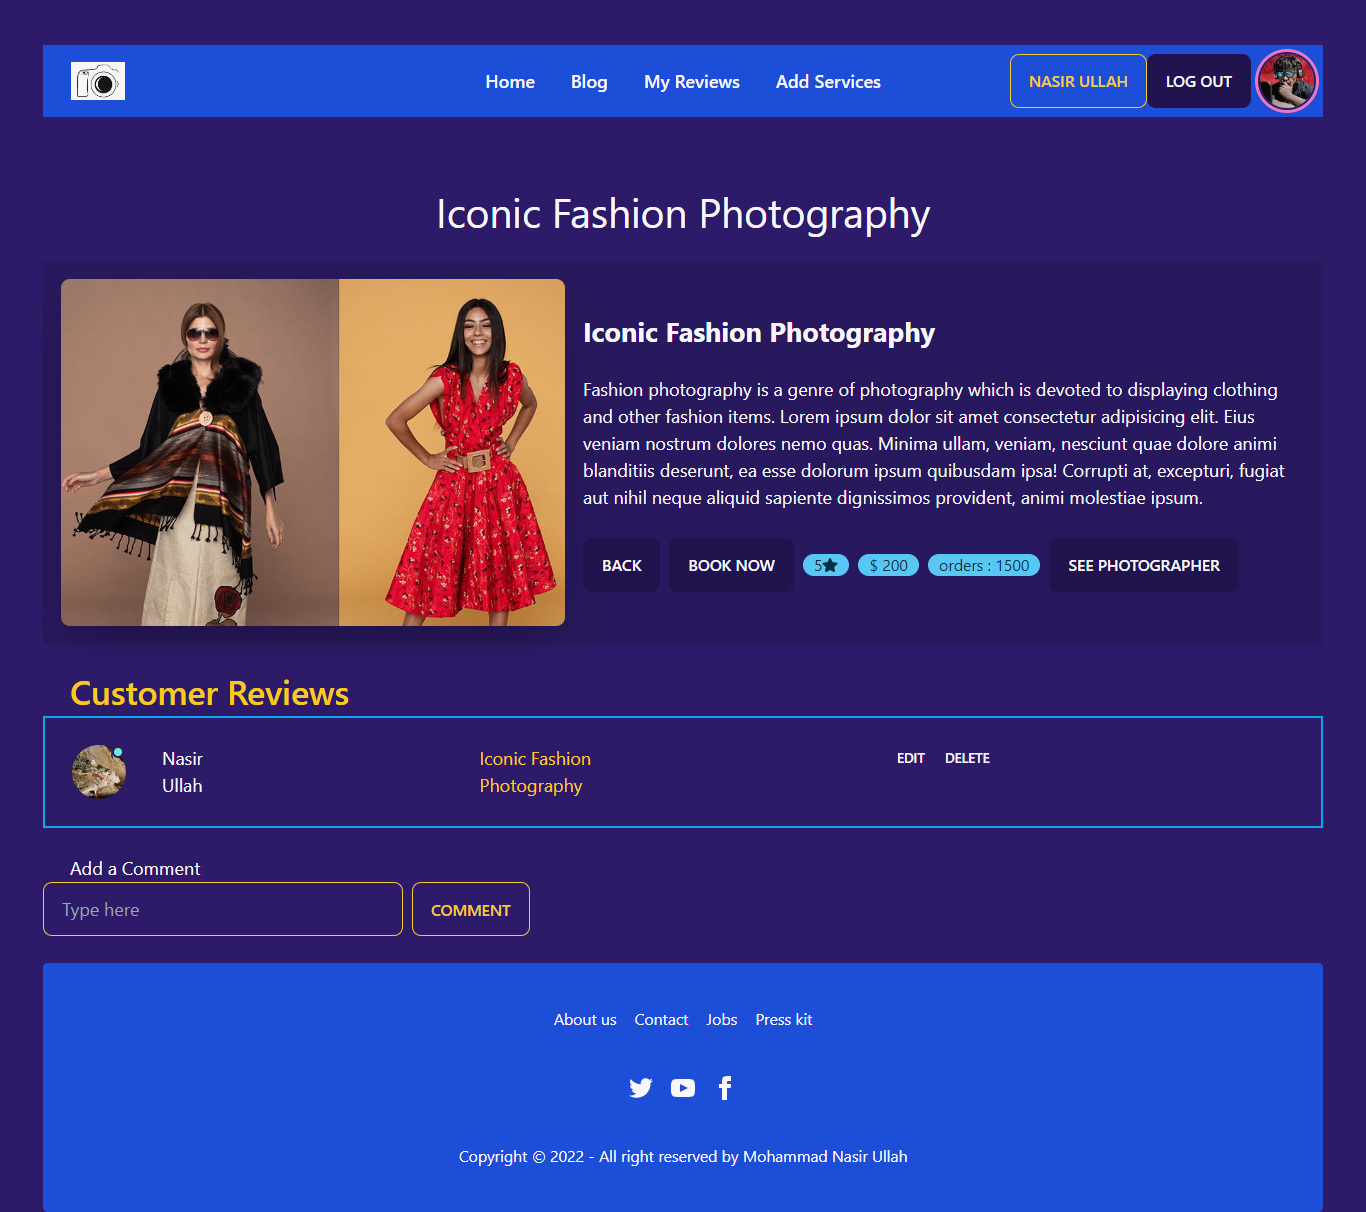 Home Blog My Reviews Add Services NASIR ULLAH LOG OUT
Iconic Fashion Photography
Iconic Fashion Photography
Fashion photography is a genre of photography which is devoted to displaying clothing
and other fashion items. Lorem ipsum dolor sit amet consectetur adipisicing elit. Eius
veniam nostrum dolores nemo quas. Minima ullam, veniam, nesciunt quae dolore animi
blanditiis deserunt, ea esse dolorum ipsum quibusdam ipsa! Corrupti at, excepturi, fugiat
aut nihil neque aliquid sapiente dignissimos provident, animi molestiae ipsum.
BACK BOOK NOW 5 $ 200 orders : 1500 SEE PHOTOGRAPHER
Customer Reviews
Nasir
Ullah
Iconic Fashion
Photography
EDIT DELETE
Add a Comment
Type here COMMENT
About us Contact Jobs Press kit
Copyright © 2022 - All right reserved by Mohammad Nasir Ullah